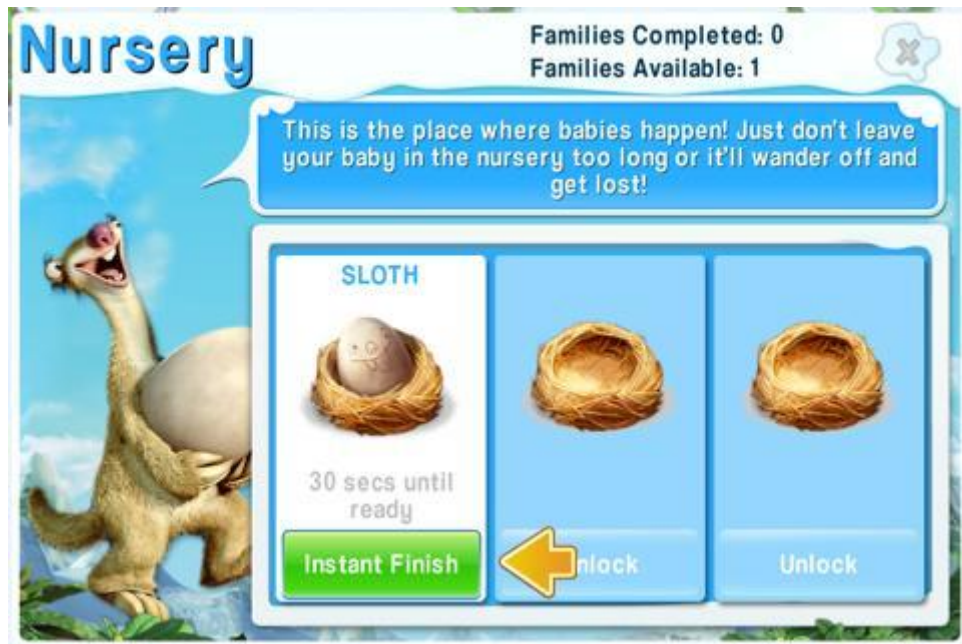 Nursery
Families Completed: 0
Families Available: 1
This is the place where babies happen! Just don't leave
your baby in the nursery too long or it'll wander off and
get lost!
SLOTH
30 secs until
ready
Instant Finish
nlock
Unlock